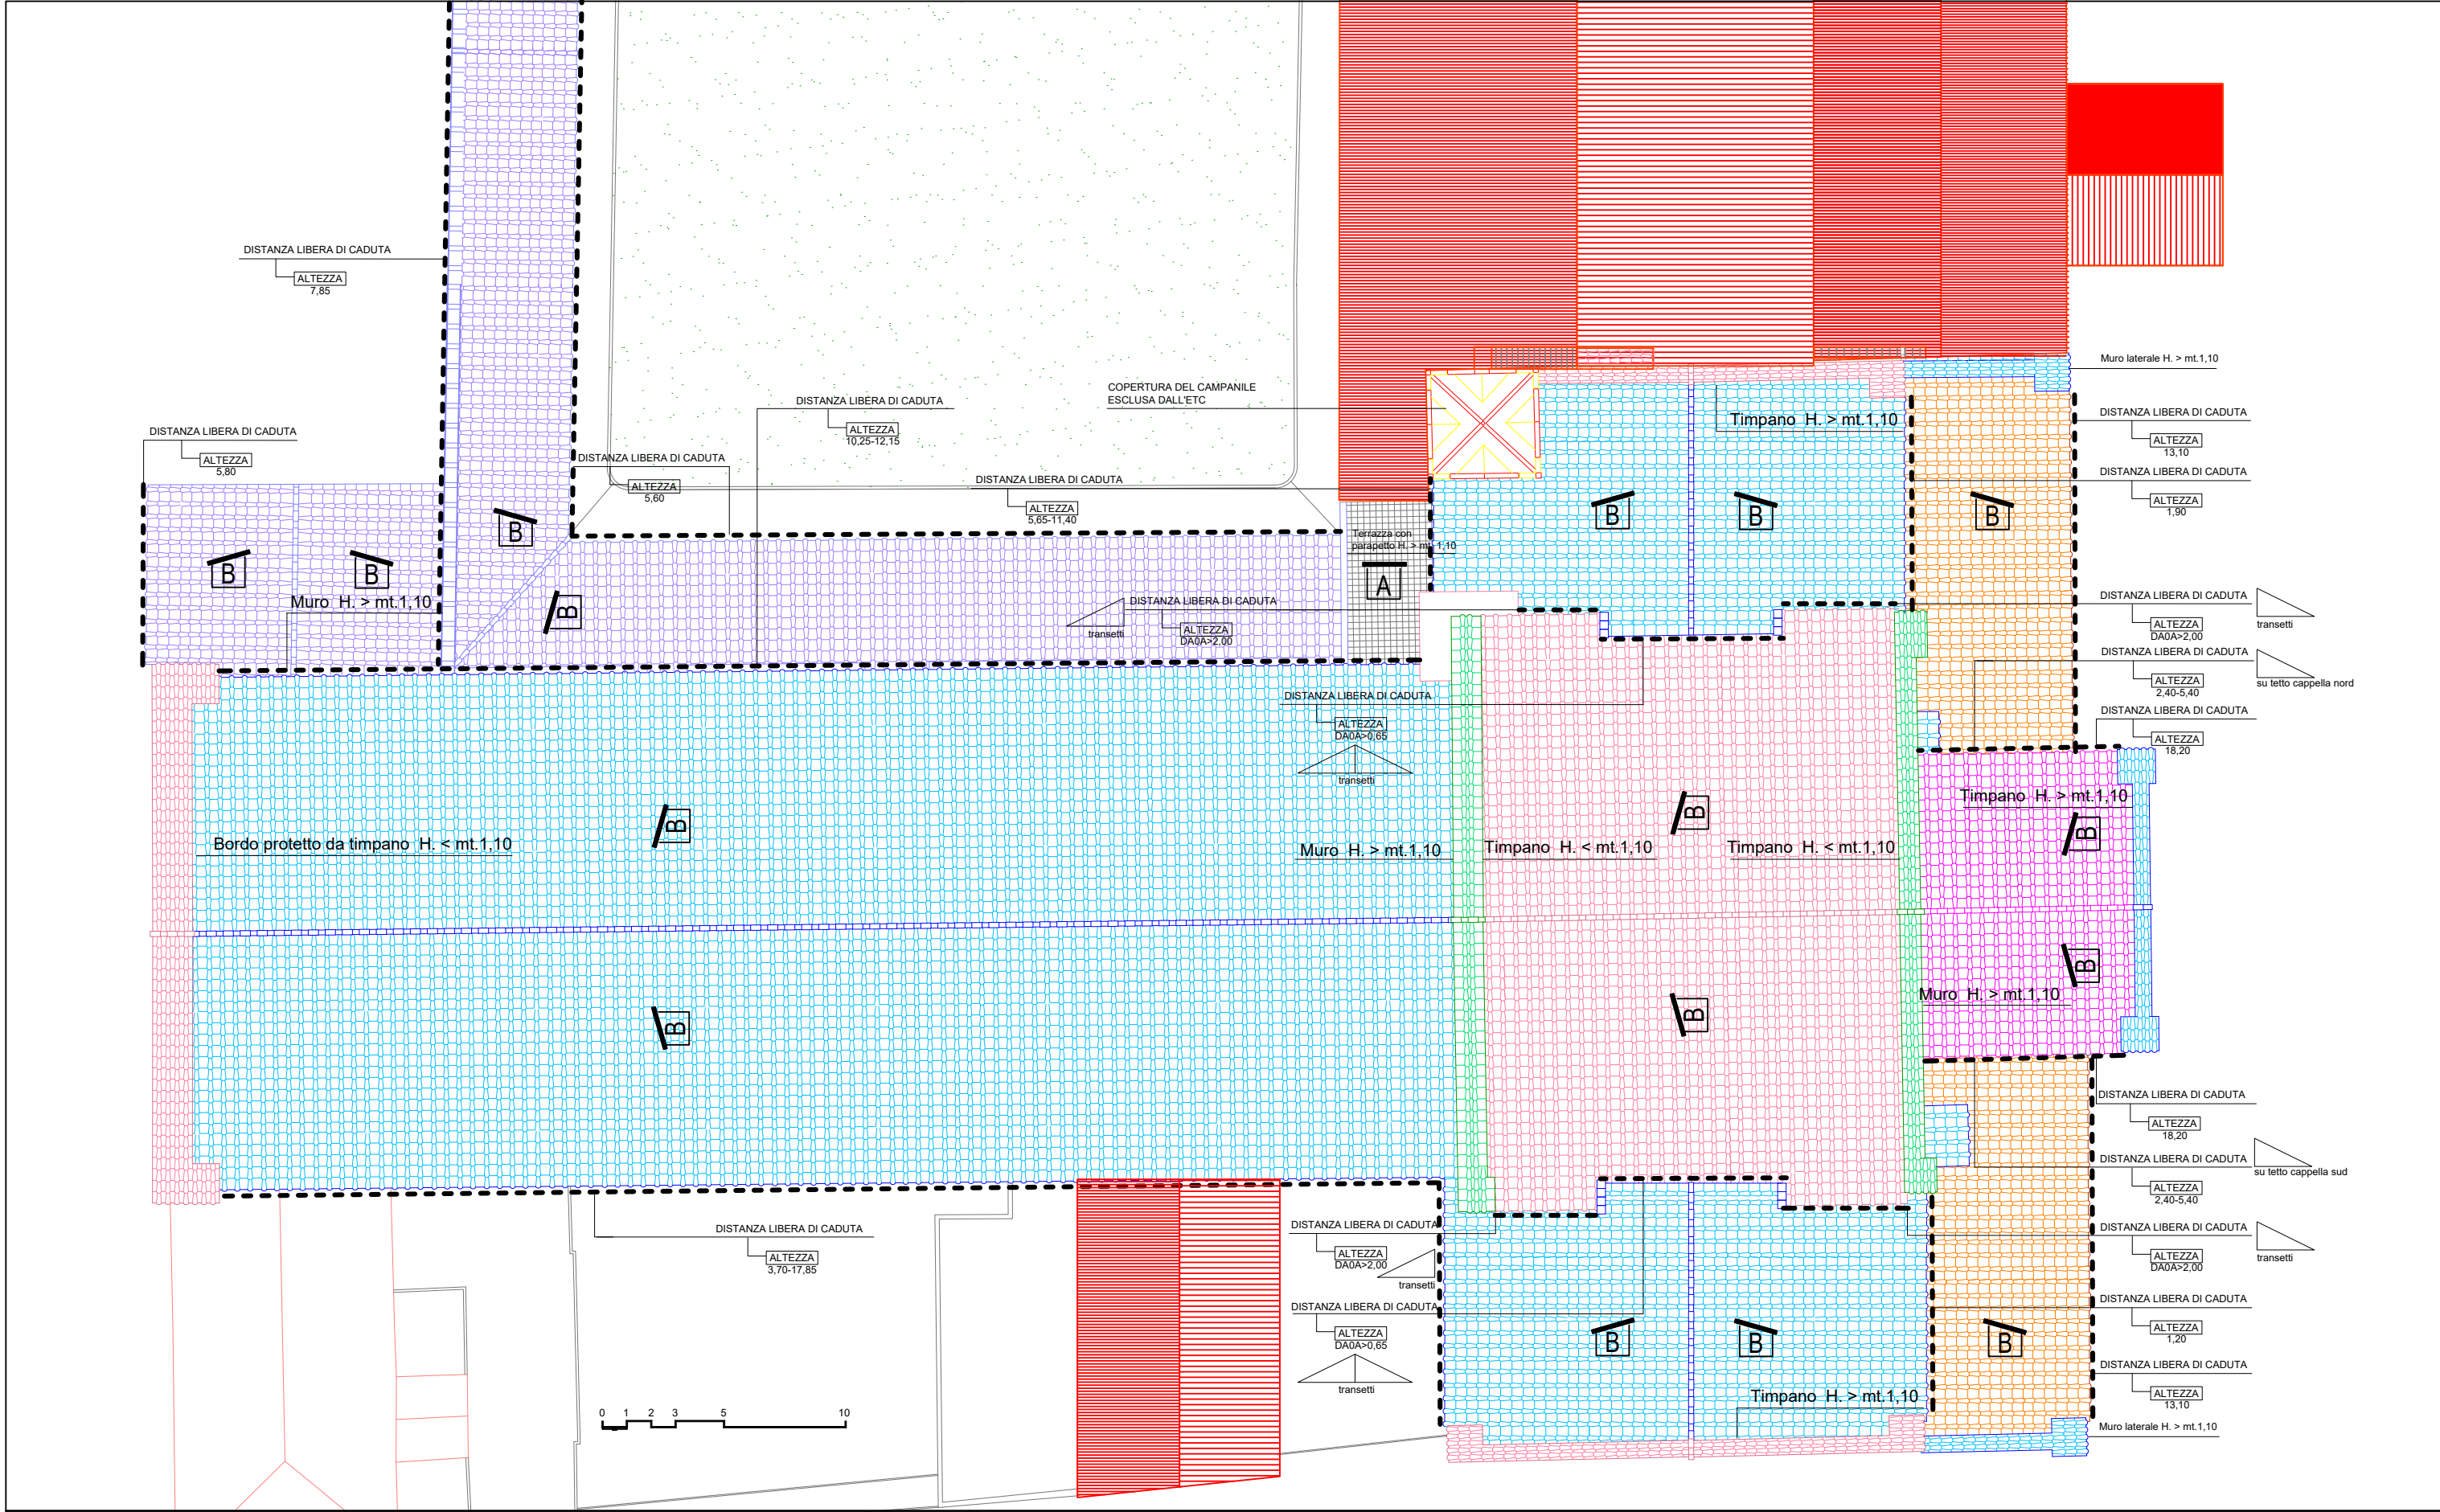 Muro laterale H. > mt.1,10
DISTANZA LIBERA DI CADUTA
ALTEZZA
7,85
DISTANZA LIBERA DI CADUTA
ALTEZZA
5,80
DISTANZA LIBERA DI CADUTA
ALTEZZA
10,25-12,15
COPERTURA DEL CAMPANILE
ESCLUSA DALL'ETC
DISTANZA LIBERA DI CADUTA
ALTEZZA
5,60
DISTANZA LIBERA DI CADUTA
ALTEZZA
5,65-11,40
Timpano H. > mt.1,10
DISTANZA LIBERA DI CADUTA
ALTEZZA
13,10
DISTANZA LIBERA DI CADUTA
ALTEZZA
1,90
B
B
B
B
B
B
B
A
Terrazza con
parapetto H. > mt. 1,10
Muro H. > mt.1,10
DISTANZA LIBERA DI CADUTA
ALTEZZA
DA0A>2,00
transetti
DISTANZA LIBERA DI CADUTA
ALTEZZA
DA0A>2,00
transetti
DISTANZA LIBERA DI CADUTA
ALTEZZA
2,40-5,40
su tetto cappella nord
DISTANZA LIBERA DI CADUTA
ALTEZZA
DA0A>0,65
transetti
DISTANZA LIBERA DI CADUTA
ALTEZZA
18,20
Timpano H. > mt.1,10
B
B
B
Bordo protetto da timpano H. < mt.1,10
Muro H. > mt.1,10
Timpano H. < mt.1,10
Timpano H. < mt.1,10
B
B
B
Muro H. > mt.1,10
DISTANZA LIBERA DI CADUTA
ALTEZZA
18,20
DISTANZA LIBERA DI CADUTA
ALTEZZA
2,40-5,40
su tetto cappella sud
DISTANZA LIBERA DI CADUTA
ALTEZZA
3,70-17,85
DISTANZA LIBERA DI CADUTA
ALTEZZA
DA0A>2,00
transetti
DISTANZA LIBERA DI CADUTA
ALTEZZA
DA0A>2,00
transetti
DISTANZA LIBERA DI CADUTA
ALTEZZA
DA0A>0,65
transetti
DISTANZA LIBERA DI CADUTA
ALTEZZA
1,20
B
B
B
DISTANZA LIBERA DI CADUTA
ALTEZZA
13,10
Timpano H. > mt.1,10
0 1 2 3 5 10
Muro laterale H. > mt.1,10